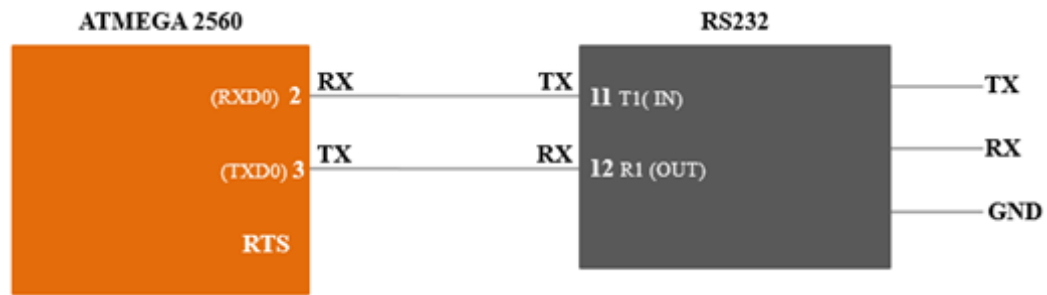 ATMEGA 2560
RS232
(RXD0) 2 RX
TX 11 T1( IN)
TX
(TXD0) 3 TX
RX 12 R1 (OUT)
RX
RTS
GND